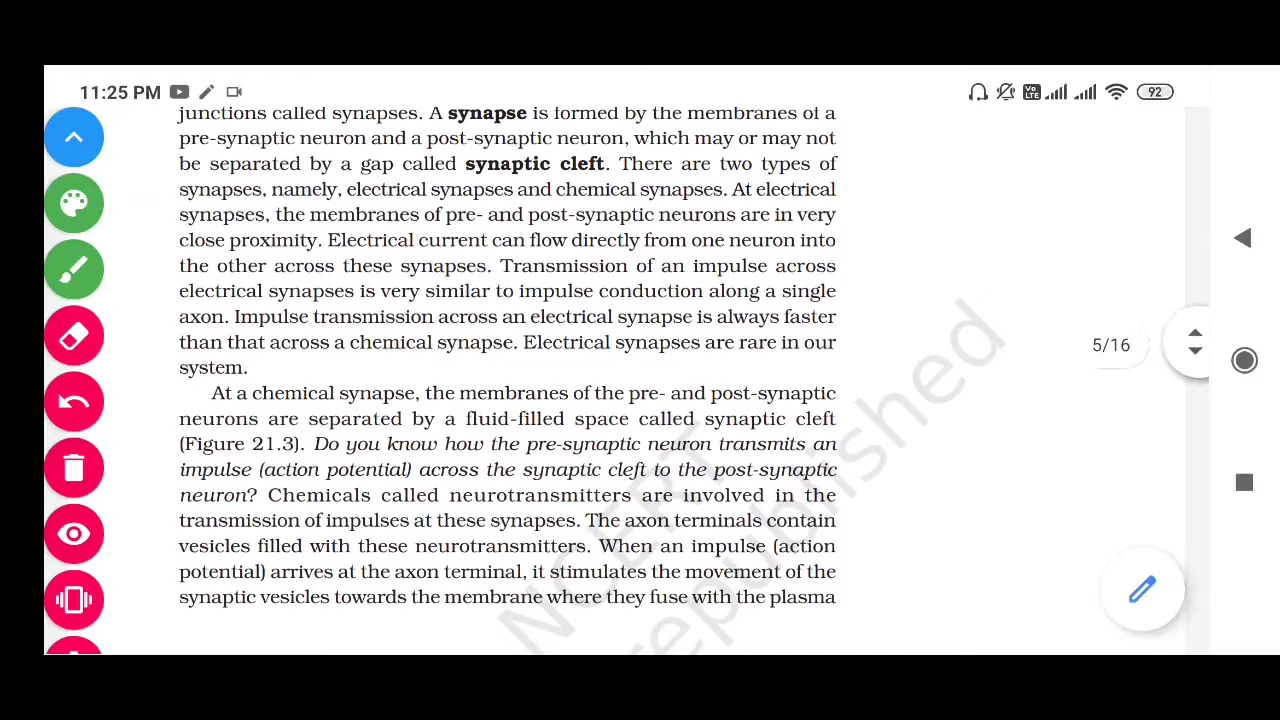 11:25 PM
Vo LTE
92
junctions called synapses. A synapse is formed by the membranes of a
pre-synaptic neuron and a post-synaptic neuron, which may or may not
be separated by a gap called synaptic cleft. There are two types of
synapses, namely, electrical synapses and chemical synapses. At electrical
synapses, the membranes of pre- and post-synaptic neurons are in very
close proximity. Electrical current can flow directly from one neuron into
the other across these synapses. Transmission of an impulse across
electrical synapses is very similar to impulse conduction along a single
axon. Impulse transmission across an electrical synapse is always faster
than that across a chemical synapse. Electrical synapses are rare in our
system.
At a chemical synapse, the membranes of the pre- and post-synaptic
neurons are separated by a fluid-filled space called synaptic cleft
(Figure 21.3). Do you know how the pre-synaptic neuron transmits an
impulse (action potential) across the synaptic cleft to the post-synaptic
neuron? Chemicals called neurotransmitters are involved in the
transmission of impulses at these synapses. The axon terminals contain
vesicles filled with these neurotransmitters. When an impulse (action
potential) arrives at the axon terminal, it stimulates the movement of the
synaptic vesicles towards the membrane where they fuse with the plasma
5/16
NCERT
republished